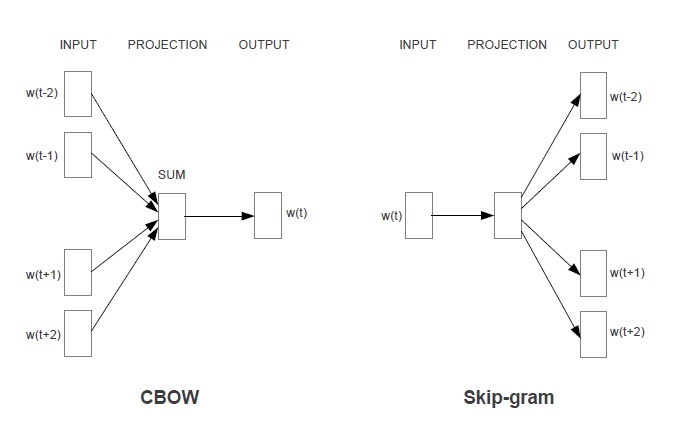 INPUT PROJECTION OUTPUT
w(t-2)
w(t-1)
SUM
w(t)
w(t+1)
w(t+2)
CBOW
INPUT PROJECTION OUTPUT
w(t-2)
w(t-1)
w(t)
w(t+1)
w(t+2)
Skip-gram